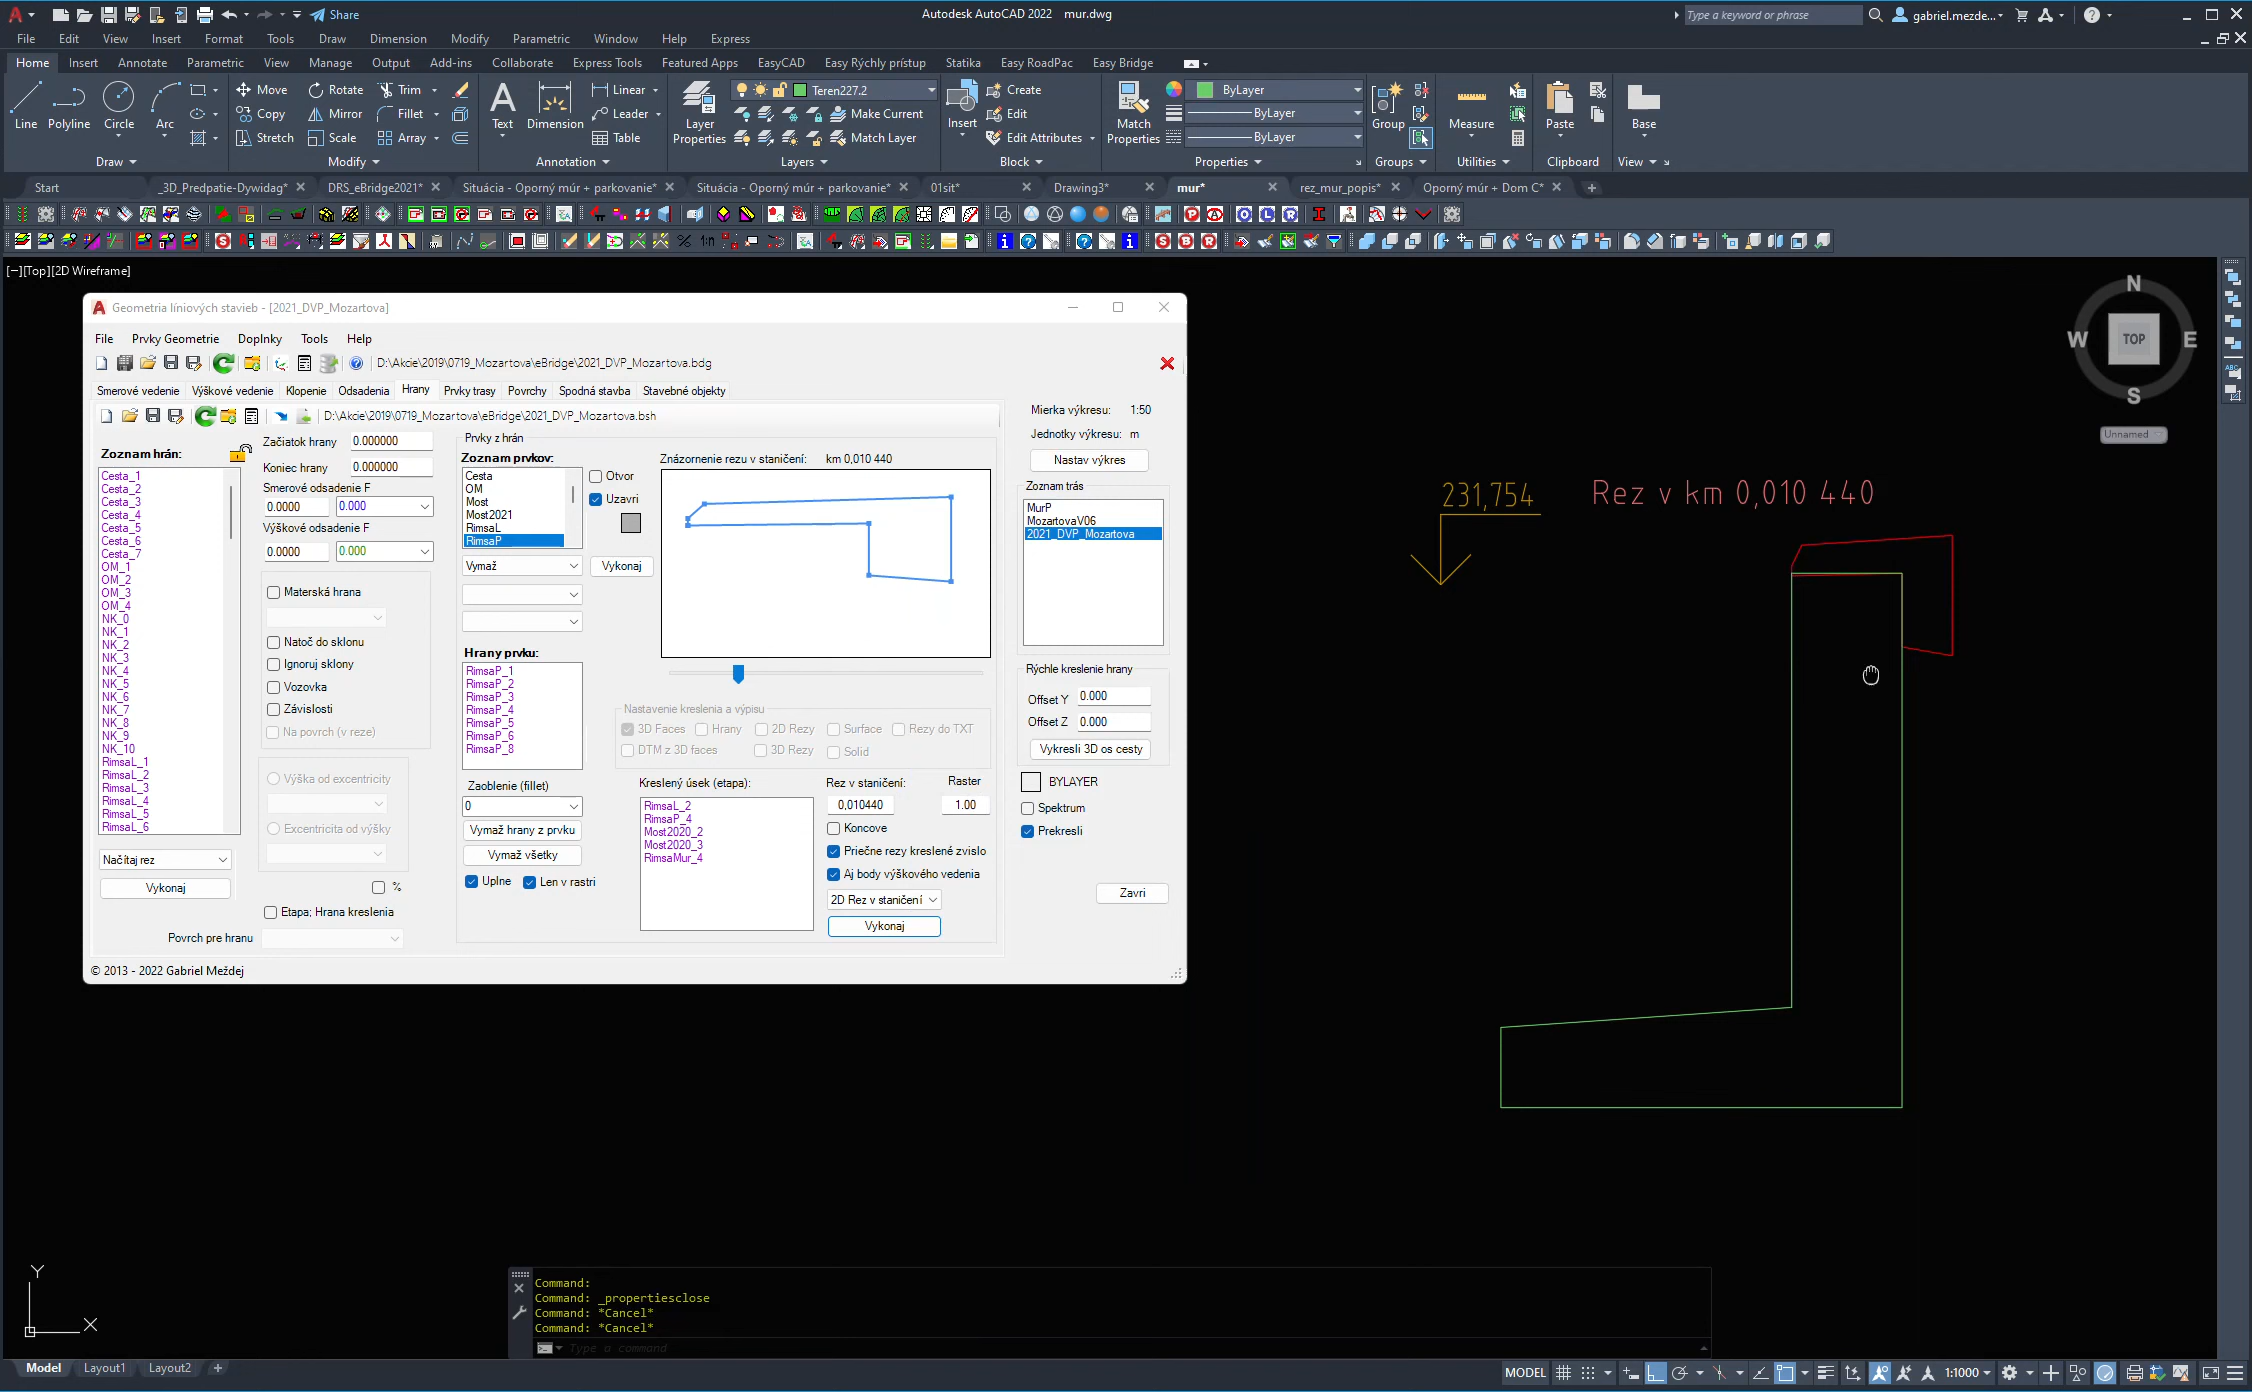 Share
Autodesk AutoCAD 2022 mur.dwg
Type a keyword or phrase
gabriel.mezde...
File Edit View Insert Format Tools Draw Dimension Modify Parametric Window Help Express
Home Insert Annotate Parametric View Manage Output Add-ins Collaborate Express Tools Featured Apps EasyCAD Easy Rýchly prístup Statika Easy RoadPac Easy Bridge
Line Polyline Circle Arc
Move Rotate Trim
Copy Mirror Fillet
Stretch Scale Array
Text Dimension
Linear
Leader
Table
Layer Properties
Teren227.2
Make Current
Match Layer
Insert
Create
Edit
Edit Attributes
Match Properties
ByLayer
ByLayer
ByLayer
Group Measure Paste Base
Draw Modify Annotation Layers Block Properties Groups Utilities Clipboard View
Start _3D_Predpatie-Dywidag* DRS_eBridge2021* Situácia - Oporný múr + parkovanie* Situácia - Oporný múr + parkovanie* 01sit* Drawing3* mur* rez_mur_popis* Oporný múr + Dom C*
[−][Top][2D Wireframe]
N
W TOP E
S
Unnamed
Geometria líniových stavieb - [2021_DVP_Mozartova]
File Prvky Geometrie Doplnky Tools Help
D:\Akcie\2019\0719_Mozartova\eBridge\2021_DVP_Mozartova.bdg
Smerové vedenie Výškové vedenie Klopenie Odsadenia Hrany Prvky trasy Povrchy Spodná stavba Stavebné objekty
D:\Akcie\2019\0719_Mozartova\eBridge\2021_DVP_Mozartova.bsh
Zoznam hrán:
Cesta_1
Cesta_2
Cesta_3
Cesta_4
Cesta_5
Cesta_6
Cesta_7
OM_1
OM_2
OM_3
OM_4
NK_0
NK_1
NK_2
NK_3
NK_4
NK_5
NK_6
NK_7
NK_8
NK_9
NK_10
RimsaL_1
RimsaL_2
RimsaL_3
RimsaL_4
RimsaL_5
RimsaL_6
Načítaj rez
Vykonaj
Začiatok hrany 0.000000
Koniec hrany 0.000000
Smerové odsadenie F
0.0000 0.000
Výškové odsadenie F
0.0000 0.000
Materská hrana
Natoč do sklonu
Ignoruj sklony
Vozovka
Závislosti
Na povrch (v reze)
Výška od excentricity
Excentricita od výšky
%
Etapa; Hrana kreslenia
Povrch pre hranu
Prvky z hrán
Zoznam prvkov:
Cesta
OM
Most
Most2021
RimsaL
RimsaP
Otvor
Uzavri
Vymaž
Vykonaj
Hrany prvku:
RimsaP_1
RimsaP_2
RimsaP_3
RimsaP_4
RimsaP_5
RimsaP_6
RimsaP_8
Zaoblenie (fillet)
0
Vymaž hrany z prvku
Vymaž všetky
Uplne Len v rastri
Znázornenie rezu v staničení: km 0,010 440
Nastavenie kreslenia a výpisu
3D Faces Hrany 2D Rezy Surface Rezy do TXT
DTM z 3D faces 3D Rezy Solid
Kreslený úsek (etapa):
RimsaL_2
RimsaP_4
Most2020_2
Most2020_3
RimsaMur_4
Rez v staničení: Raster
0,010440 1.00
Koncove
Priečne rezy kreslené zvislo
Aj body výškového vedenia
2D Rez v staničení
Vykonaj
Mierka výkresu: 1:50
Jednotky výkresu: m
Nastav výkres
Zoznam trás
MurP
MozartovaV06
2021_DVP_Mozartova
Rýchle kreslenie hrany
Offset Y 0.000
Offset Z 0.000
Vykresli 3D os cesty
BYLAYER
Spektrum
Prekresli
Zavri
© 2013 - 2022 Gabriel Meždej
231,754
Rez v km 0,010 440
Y
X
Command:
Command: _propertiesclose
Command: *Cancel*
Command: *Cancel*
Type a command
Model Layout1 Layout2
MODEL 1:1000